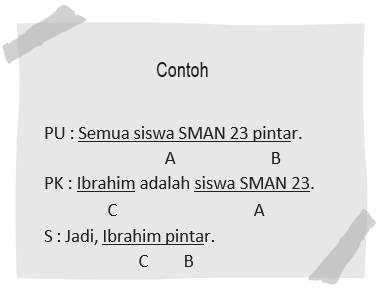 Contoh
PU : Semua siswa SMAN 23 pintar.
A B
PK : Ibrahim adalah siswa SMAN 23.
C A
S : Jadi, Ibrahim pintar.
C B